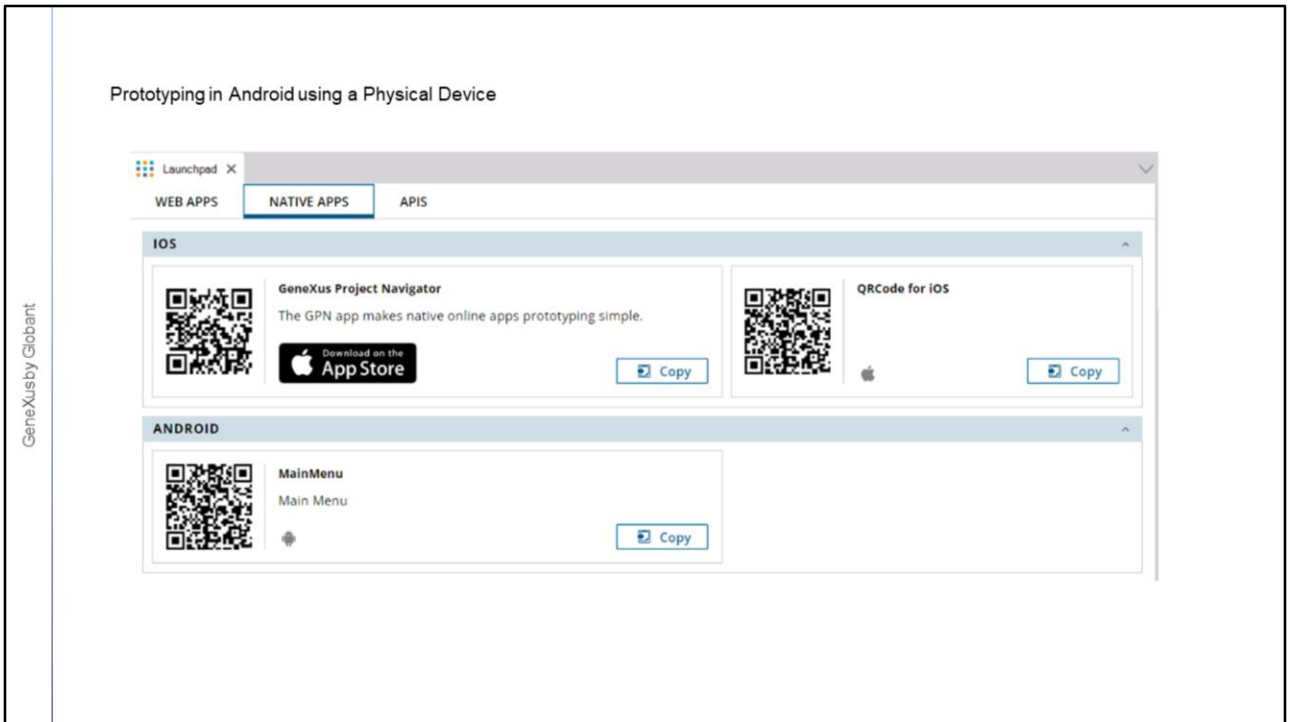 Prototyping in Android using a Physical Device
Launchpad X
WEB APPS NATIVE APPS APIS
IOS
GeneXus Project Navigator
The GPN app makes native online apps prototyping simple.
Download on the
App Store
Copy
QRCode for iOS
Copy
ANDROID
MainMenu
Main Menu
Copy
GeneXusby Globant